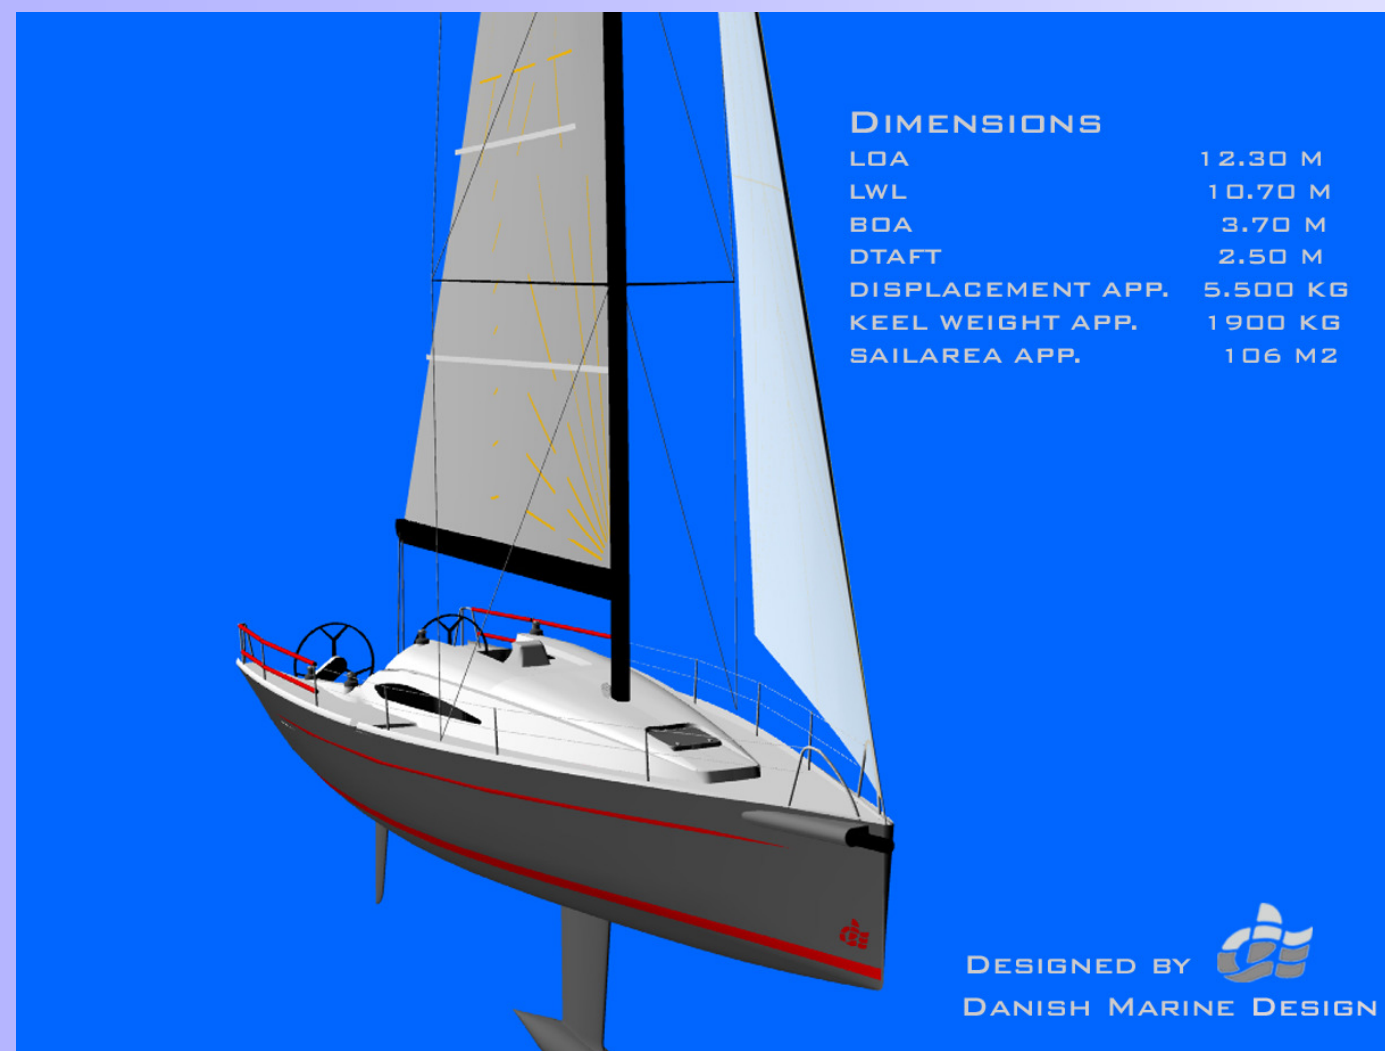 DIMENSIONS
LOA 12.30 M
LWL 10.70 M
BOA 3.70 M
DTAFT 2.50 M
DISPLACEMENT APP. 5.500 KG
KEEL WEIGHT APP. 1900 KG
SAILAREA APP. 106 M2
DESIGNED BY
DANISH MARINE DESIGN